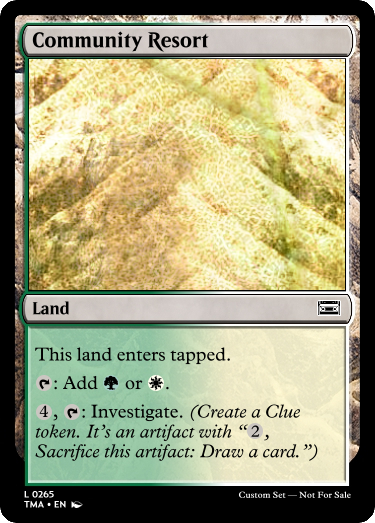 Community Resort
Land
This land enters tapped.
: Add or .
4, : Investigate. (Create a Clue
token. It's an artifact with “2,
Sacrifice this artifact: Draw a card.”)
L 0265
TMA • EN
Custom Set — Not For Sale